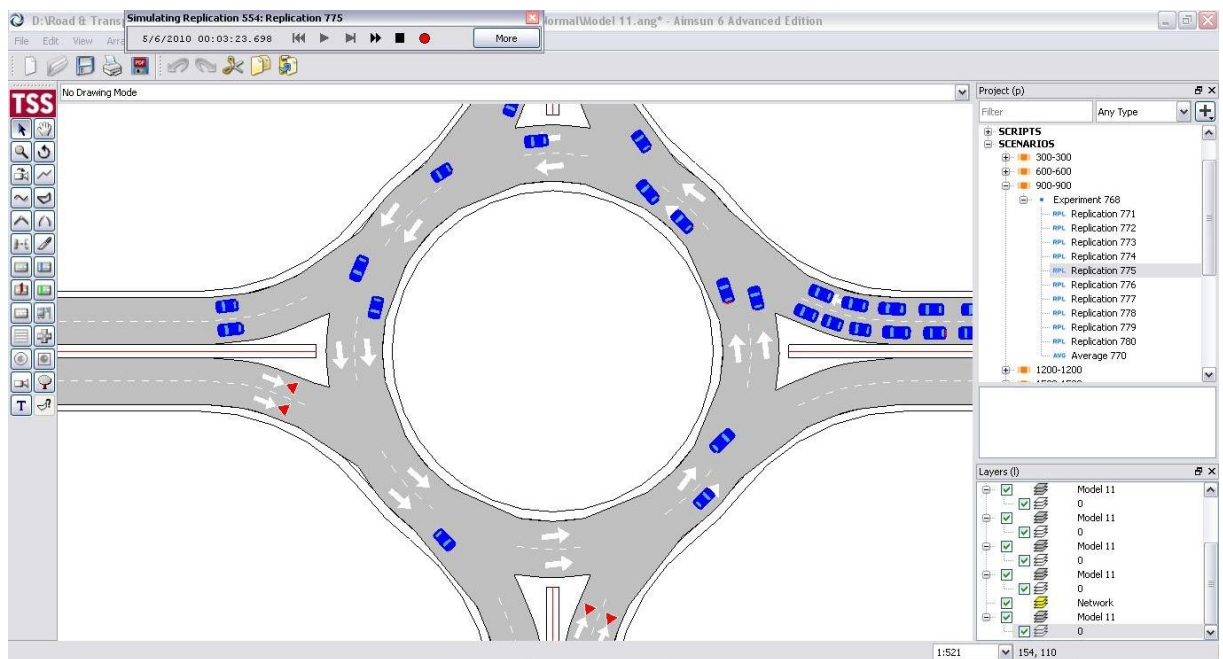 D:\Road & Transp
Simulating Replication 554: Replication 775
Normal\Model 11.ang* - Aimsun 6 Advanced Edition
File Edit View Arra
5/6/2010 00:03:23.698
More
TSS
No Drawing Mode
Project (p)
Filter
Any Type
SCRIPTS
SCENARIOS
300-300
600-600
900-900
Experiment 768
RPL Replication 771
RPL Replication 772
RPL Replication 773
RPL Replication 774
RPL Replication 775
RPL Replication 776
RPL Replication 777
RPL Replication 778
RPL Replication 779
RPL Replication 780
AVG Average 770
1200-1200
Layers (l)
Model 11
0
Model 11
0
Model 11
0
Model 11
0
Network
Model 11
0
T
1:521
154, 110